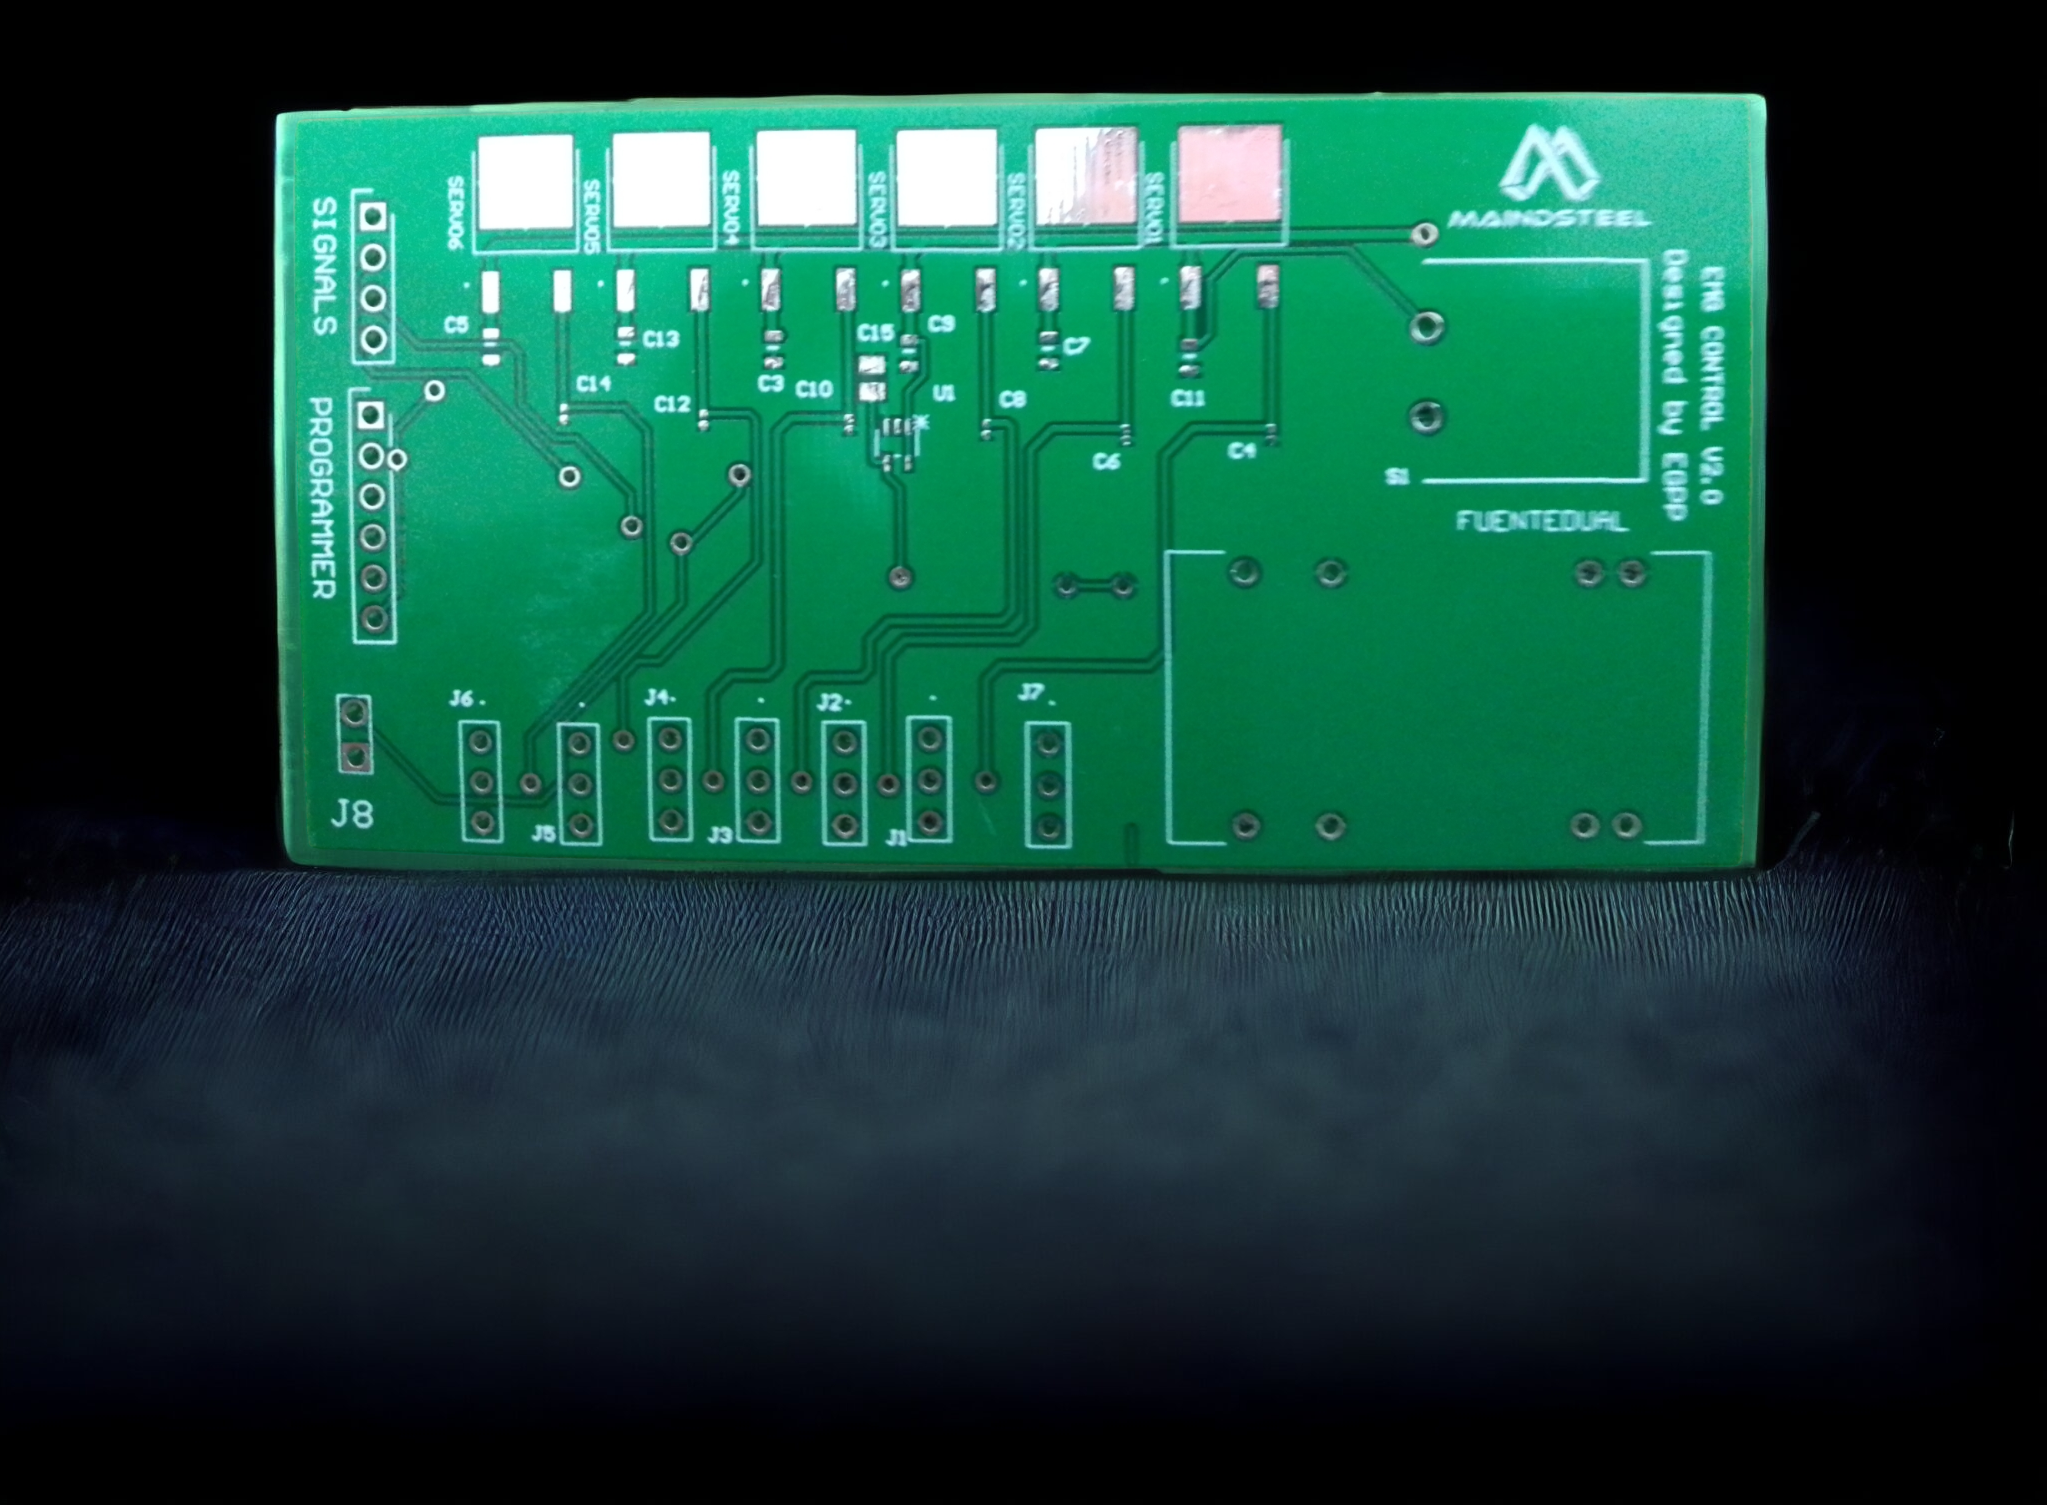 MAINDSTEEL
EMG CONTROL V2.0
Designed by EGPP
SIGNALS
SERVO6
SERVO5
SERVO4
SERVO3
SERVO2
SERVO1
C5
C13
C15
C9
C7
C3
C14
C12
C10
U1
C8
C11
C6
C4
S1
FUENTEDUAL
PROGRAMMER
J6
J4
J2
J7
J8
J5
J3
J1